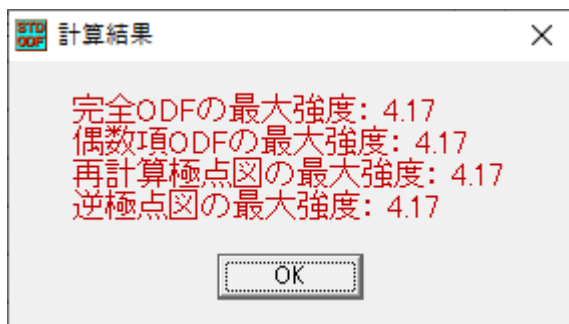 STD
ODF
計算結果
完全ODFの最大強度: 4.17
偶数項ODFの最大強度: 4.17
再計算極点図の最大強度: 4.17
逆極点図の最大強度: 4.17
OK